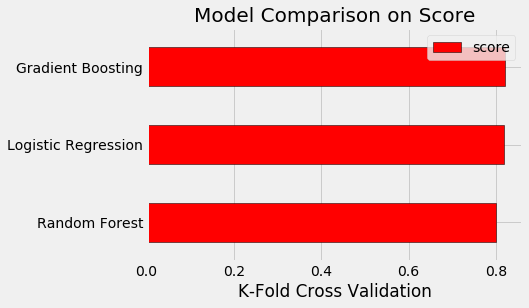 Model Comparison on Score
score
Gradient Boosting
Logistic Regression
Random Forest
0.0 0.2 0.4 0.6 0.8
K-Fold Cross Validation